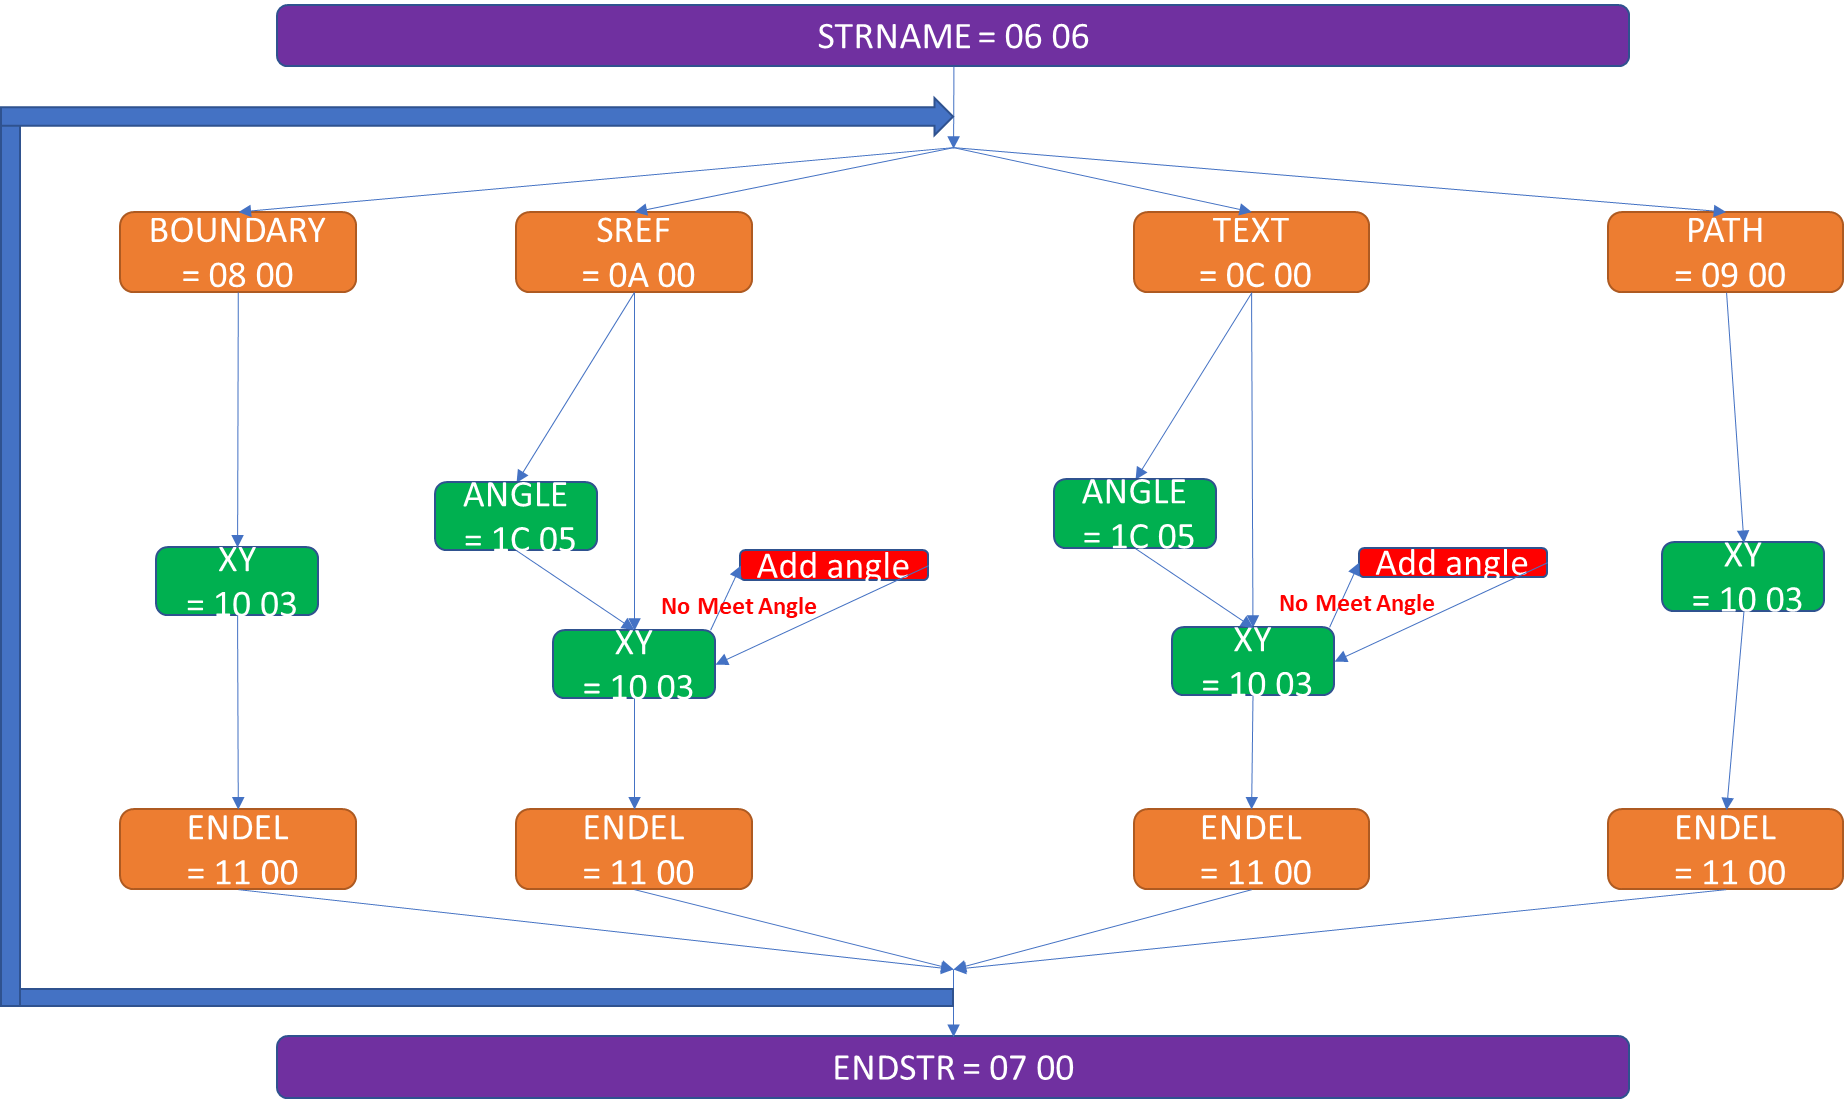 STRNAME = 06 06
BOUNDARY
= 08 00
SREF
= 0A 00
TEXT
= 0C 00
PATH
= 09 00
ANGLE
= 1C 05
ANGLE
= 1C 05
XY
= 10 03
Add angle
No Meet Angle
XY
= 10 03
Add angle
No Meet Angle
XY
= 10 03
XY
= 10 03
ENDEL
= 11 00
ENDEL
= 11 00
ENDEL
= 11 00
ENDEL
= 11 00
ENDSTR = 07 00